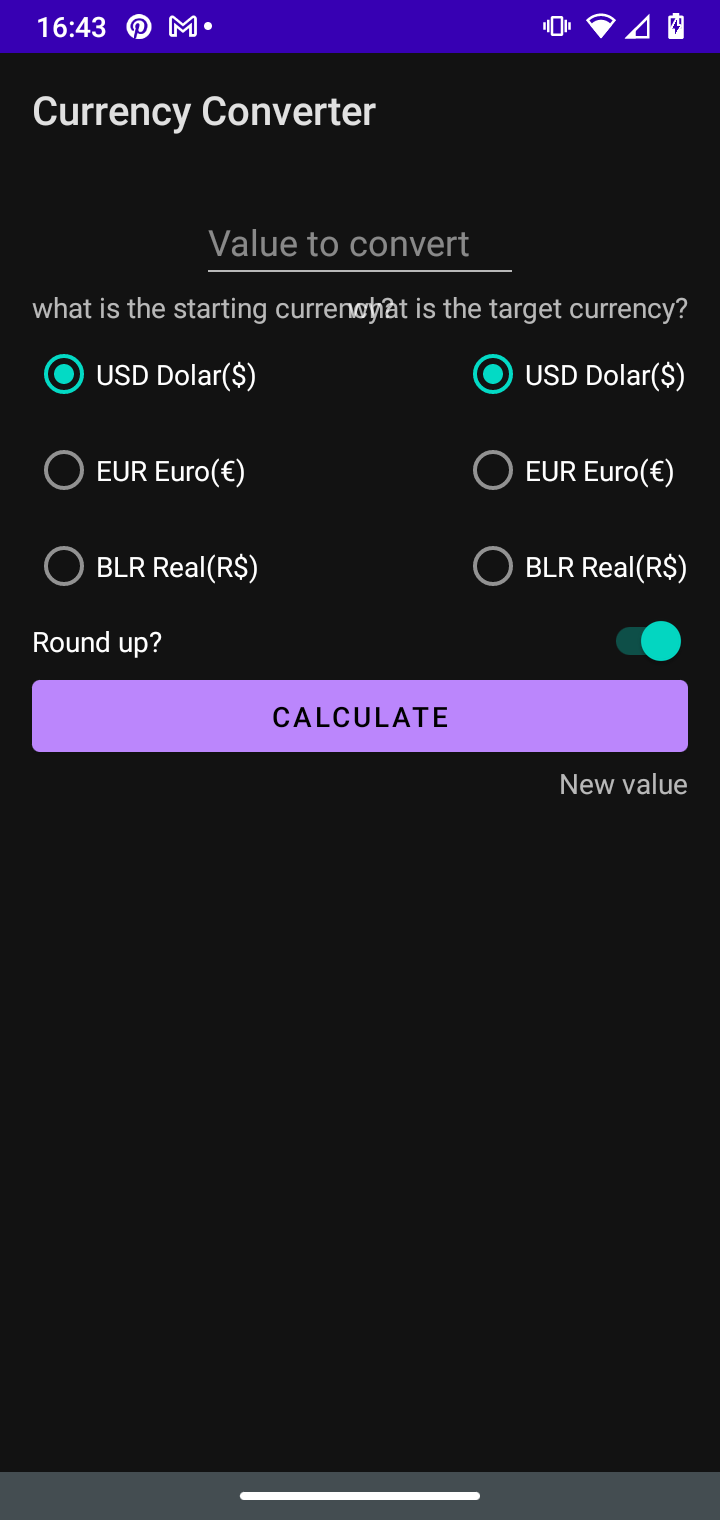 16:43
Currency Converter
Value to convert
what is the starting currency?
what is the target currency?
USD Dolar($)
USD Dolar($)
EUR Euro(€)
EUR Euro(€)
BLR Real(R$)
BLR Real(R$)
Round up?
CALCULATE
New value